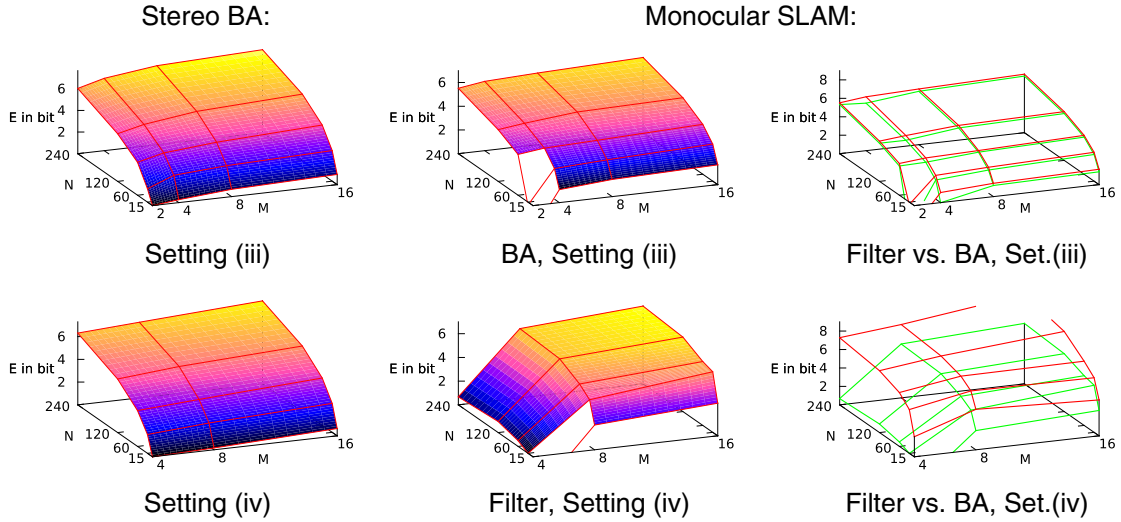 Stereo BA:
Monocular SLAM:
6
4
E in bit
2
240
N
120
60
15
2
4
8
M
16
Setting (iii)
6
4
E in bit
2
240
N
120
60
15
2
4
8
M
16
BA, Setting (iii)
8
6
E in bit
4
2
240
N
120
60
15
2
4
8
M
16
Filter vs. BA, Set.(iii)
6
4
E in bit
2
240
N
120
60
15
4
8
M
16
Setting (iv)
6
4
E in bit
2
240
N
120
60
15
4
8
M
16
Filter, Setting (iv)
8
6
E in bit
4
2
240
N
120
60
15
4
8
M
16
Filter vs. BA, Set.(iv)